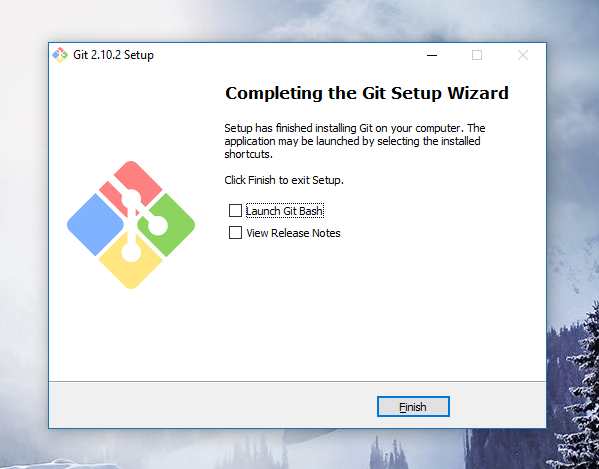 Git 2.10.2 Setup
Completing the Git Setup Wizard
Setup has finished installing Git on your computer. The
application may be launched by selecting the installed
shortcuts.
Click Finish to exit Setup.
Launch Git Bash
View Release Notes
Finish